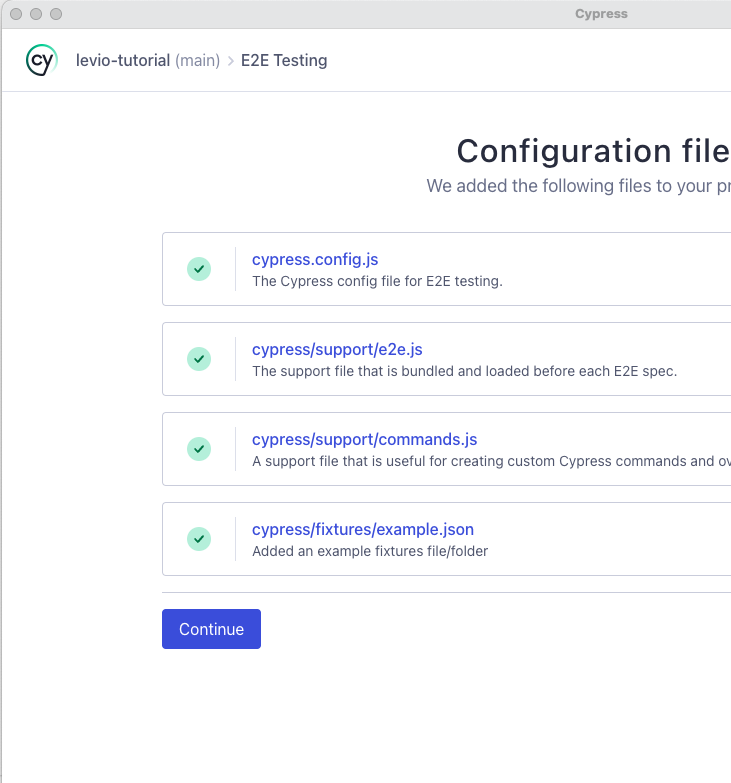 Cypress
cy levio-tutorial (main) > E2E Testing
Configuration file
We added the following files to your pr
cypress.config.js
The Cypress config file for E2E testing.
cypress/support/e2e.js
The support file that is bundled and loaded before each E2E spec.
cypress/support/commands.js
A support file that is useful for creating custom Cypress commands and ov
cypress/fixtures/example.json
Added an example fixtures file/folder
Continue